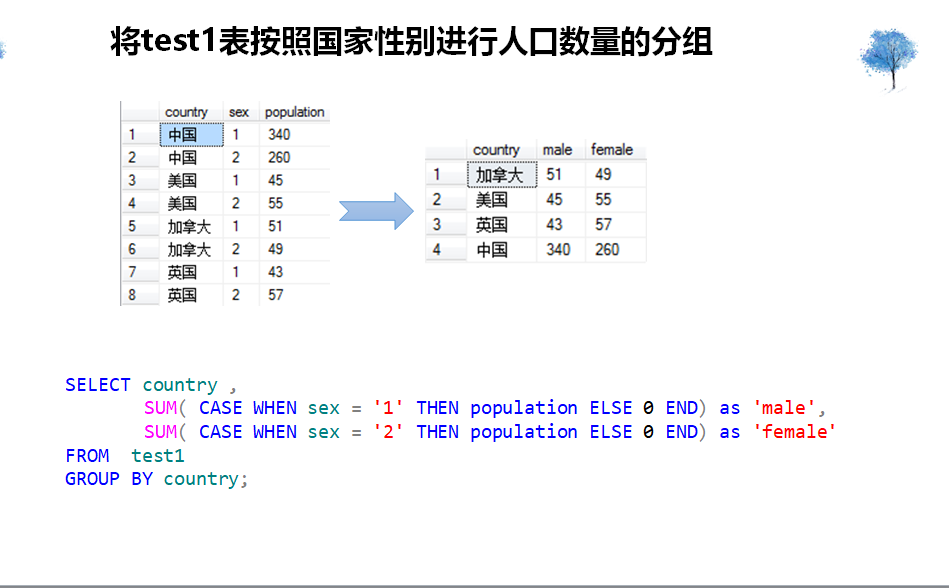 将test1表按照国家性别进行人口数量的分组
country sex population
1 中国 1 340
2 中国 2 260
3 美国 1 45
4 美国 2 55
5 加拿大 1 51
6 加拿大 2 49
7 英国 1 43
8 英国 2 57
country male female
1 加拿大 51 49
2 美国 45 55
3 英国 43 57
4 中国 340 260
SELECT country ,
SUM( CASE WHEN sex = '1' THEN population ELSE 0 END) as 'male',
SUM( CASE WHEN sex = '2' THEN population ELSE 0 END) as 'female'
FROM test1
GROUP BY country;